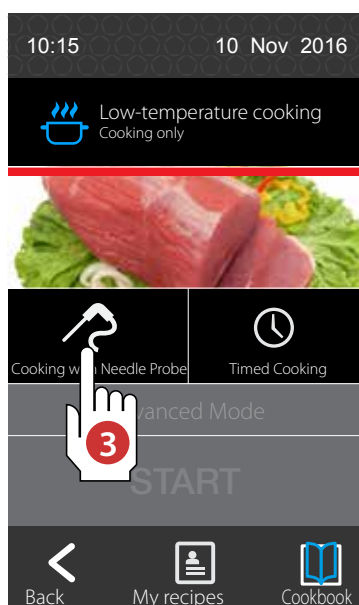 10:15 10 Nov 2016
Low-temperature cooking
Cooking only
Cooking with Needle Probe Timed Cooking
Advanced Mode
3
START
Back My recipes Cookbook